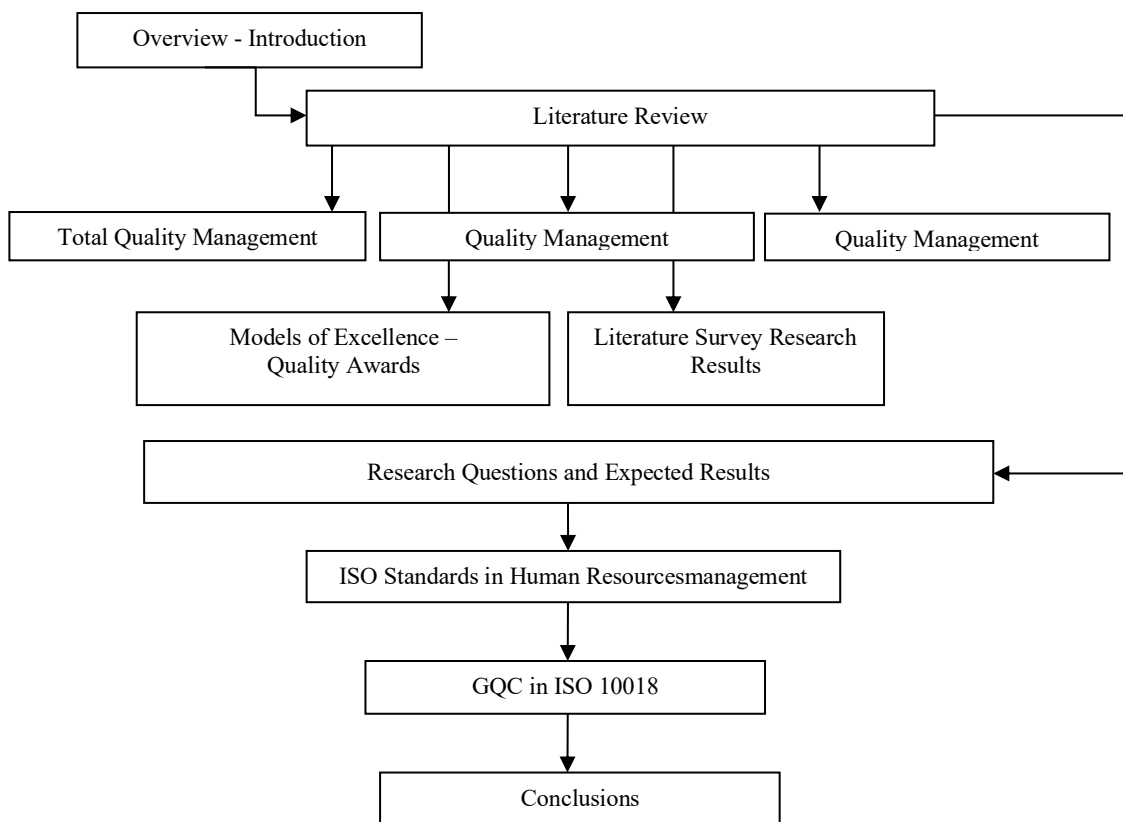 Overview - Introduction
Literature Review
Total Quality Management
Quality Management
Quality Management
Models of Excellence –
Quality Awards
Literature Survey Research
Results
Research Questions and Expected Results
ISO Standards in Human Resourcesmanagement
GQC in ISO 10018
Conclusions